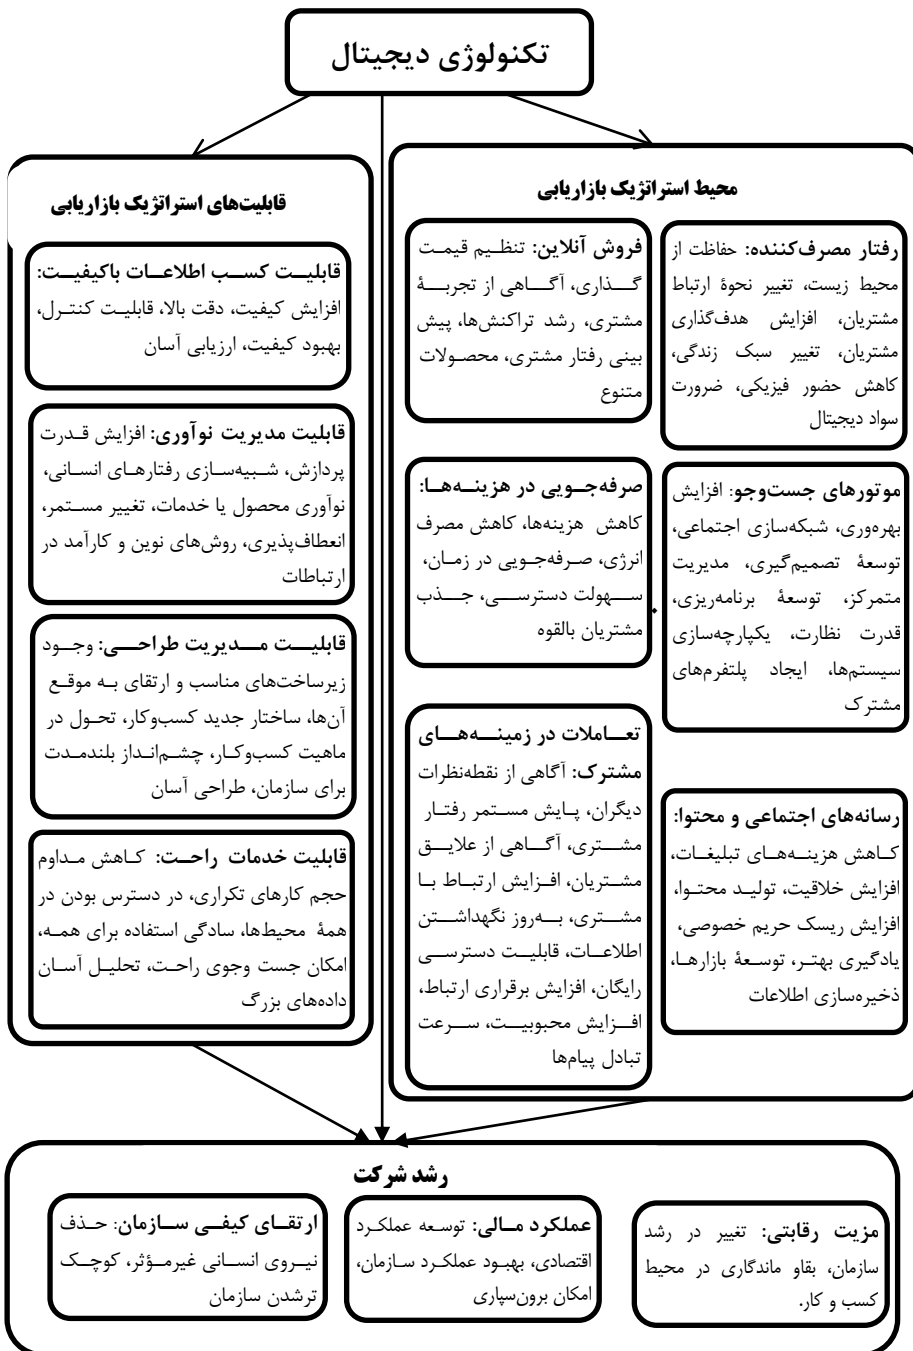 تکنولوژی دیجیتال
محیط استراتژیک بازاریابی
رفتار مصرف‌کننده: حفاظت از
محیط زیست، تغییر نحوۀ ارتباط
مشتریان، افزایش هدف‌گذاری
مشتریان، تغییر سبک زندگی،
کاهش حضور فیزیکی، ضرورت
سواد دیجیتال
فروش آنلاین: تنظیم قیمت
گذاری، آگاهی از تجربۀ
مشتری، رشد تراکنش‌ها، پیش
بینی رفتار مشتری، محصولات
متنوع
موتورهای جست‌وجو: افزایش
بهره‌وری، شبکه‌سازی اجتماعی،
توسعۀ تصمیم‌گیری، مدیریت
متمرکز، توسعۀ برنامه‌ریزی،
قدرت نظارت، یکپارچه‌سازی
سیستم‌ها، ایجاد پلتفرم‌های
مشترک
صرفه‌جویی در هزینه‌ها:
کاهش هزینه‌ها، کاهش مصرف
انرژی، صرفه‌جویی در زمان،
سهولت دسترسی، جذب
مشتریان بالقوه
رسانه‌های اجتماعی و محتوا:
کاهش هزینه‌های تبلیغات،
افزایش خلاقیت، تولید محتوا،
افزایش ریسک حریم خصوصی،
یادگیری بهتر، توسعۀ بازارها،
ذخیره‌سازی اطلاعات
تعاملات در زمینه‌های
مشترک: آگاهی از نقطه‌نظرات
دیگران، پایش مستمر رفتار
مشتری، آگاهی از علایق
مشتریان، افزایش ارتباط با
مشتری، به‌روز نگهداشتن
اطلاعات، قابلیت دسترسی
رایگان، افزایش برقراری ارتباط،
افزایش محبوبیت، سرعت
تبادل پیام‌ها
قابلیت‌های استراتژیک بازاریابی
قابلیت کسب اطلاعات باکیفیت:
افزایش کیفیت، دقت بالا، قابلیت کنترل،
بهبود کیفیت، ارزیابی آسان
قابلیت مدیریت نوآوری: افزایش قدرت
پردازش، شبیه‌سازی رفتارهای انسانی،
نوآوری محصول یا خدمات، تغییر مستمر،
انعطاف‌پذیری، روش‌های نوین و کارآمد در
ارتباطات
قابلیت مدیریت طراحی: وجود
زیرساخت‌های مناسب و ارتقای به موقع
آن‌ها، ساختار جدید کسب‌وکار، تحول در
ماهیت کسب‌وکار، چشم‌انداز بلندمدت
برای سازمان، طراحی آسان
قابلیت خدمات راحت: کاهش مداوم
حجم کارهای تکراری، در دسترس بودن در
همۀ محیط‌ها، سادگی استفاده برای همه،
امکان جست وجوی راحت، تحلیل آسان
داده‌های بزرگ
رشد شرکت
مزیت رقابتی: تغییر در رشد
سازمان، بقاو ماندگاری در محیط
کسب و کار.
عملکرد مالی: توسعه عملکرد
اقتصادی، بهبود عملکرد سازمان،
امکان برون‌سپاری
ارتقای کیفی سازمان: حذف
نیروی انسانی غیرمؤثر، کوچک
ترشدن سازمان